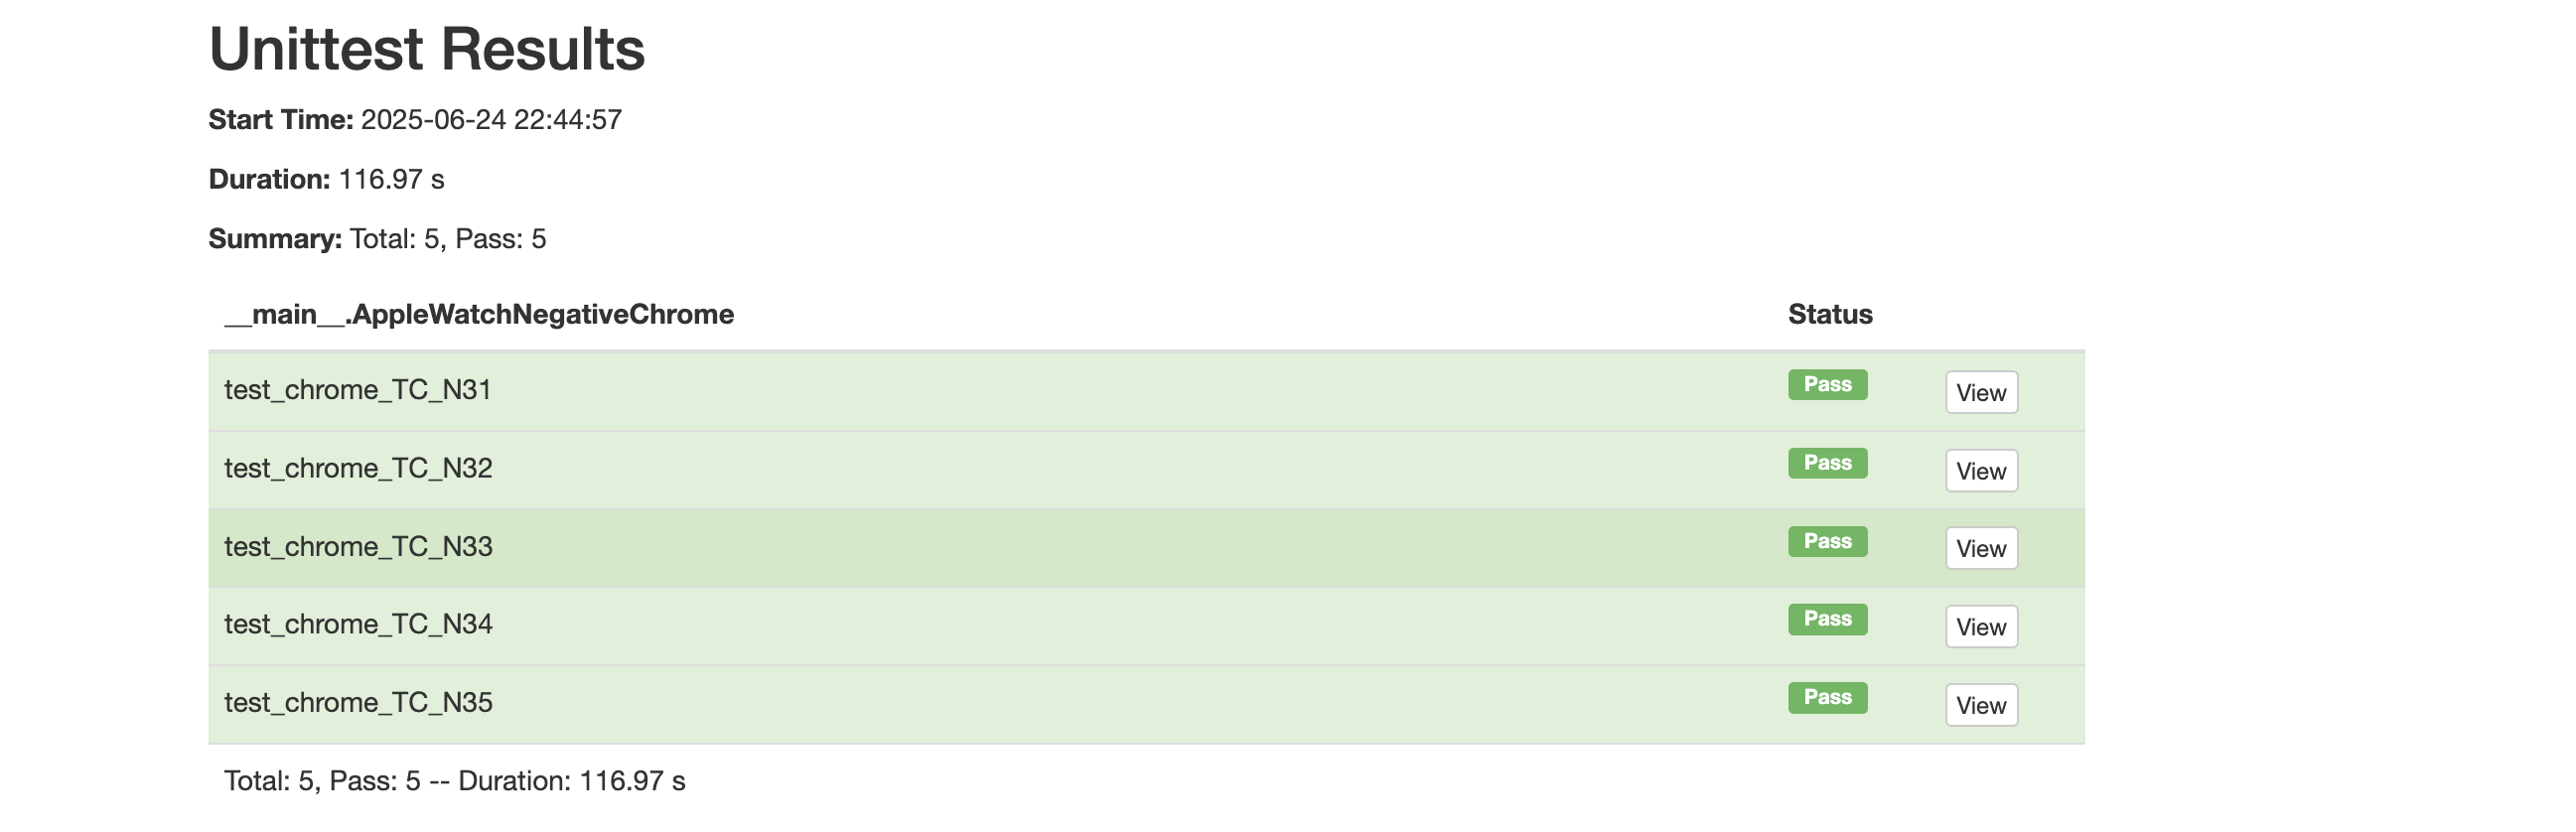 Unittest Results
Start Time: 2025-06-24 22:44:57
Duration: 116.97 s
Summary: Total: 5, Pass: 5
__main__.AppleWatchNegativeChrome Status
test_chrome_TC_N31 Pass View
test_chrome_TC_N32 Pass View
test_chrome_TC_N33 Pass View
test_chrome_TC_N34 Pass View
test_chrome_TC_N35 Pass View
Total: 5, Pass: 5 -- Duration: 116.97 s